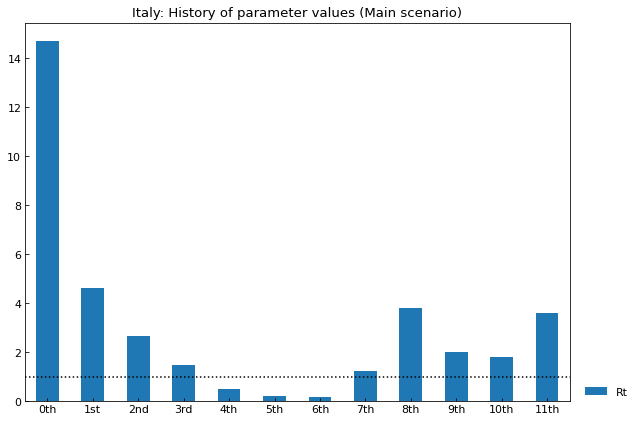 Italy: History of parameter values (Main scenario)
14
12
10
8
6
4
2
0
0th 1st 2nd 3rd 4th 5th 6th 7th 8th 9th 10th 11th
Rt